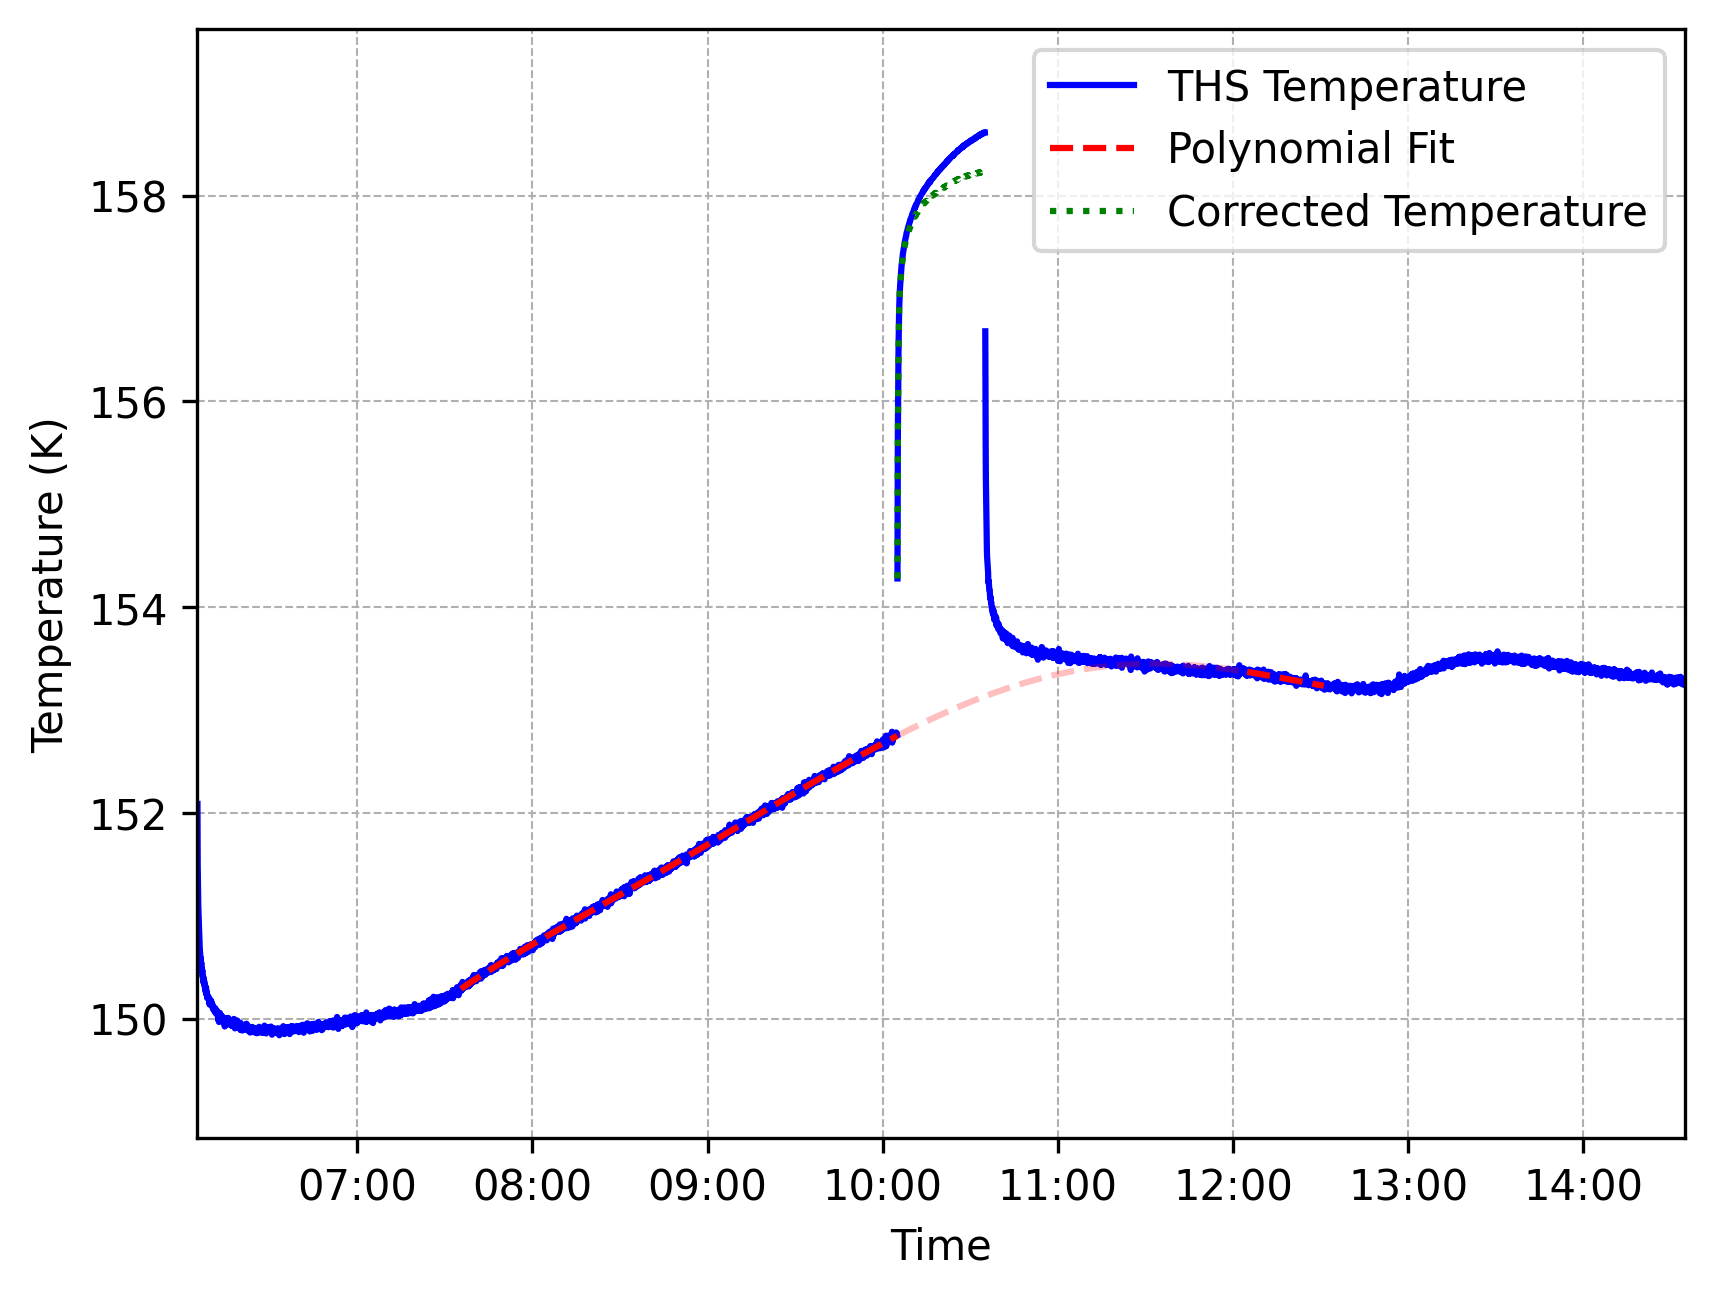 THS Temperature
Polynomial Fit
Corrected Temperature
158
156
154
152
150
Temperature (K)
07:00 08:00 09:00 10:00 11:00 12:00 13:00 14:00
Time